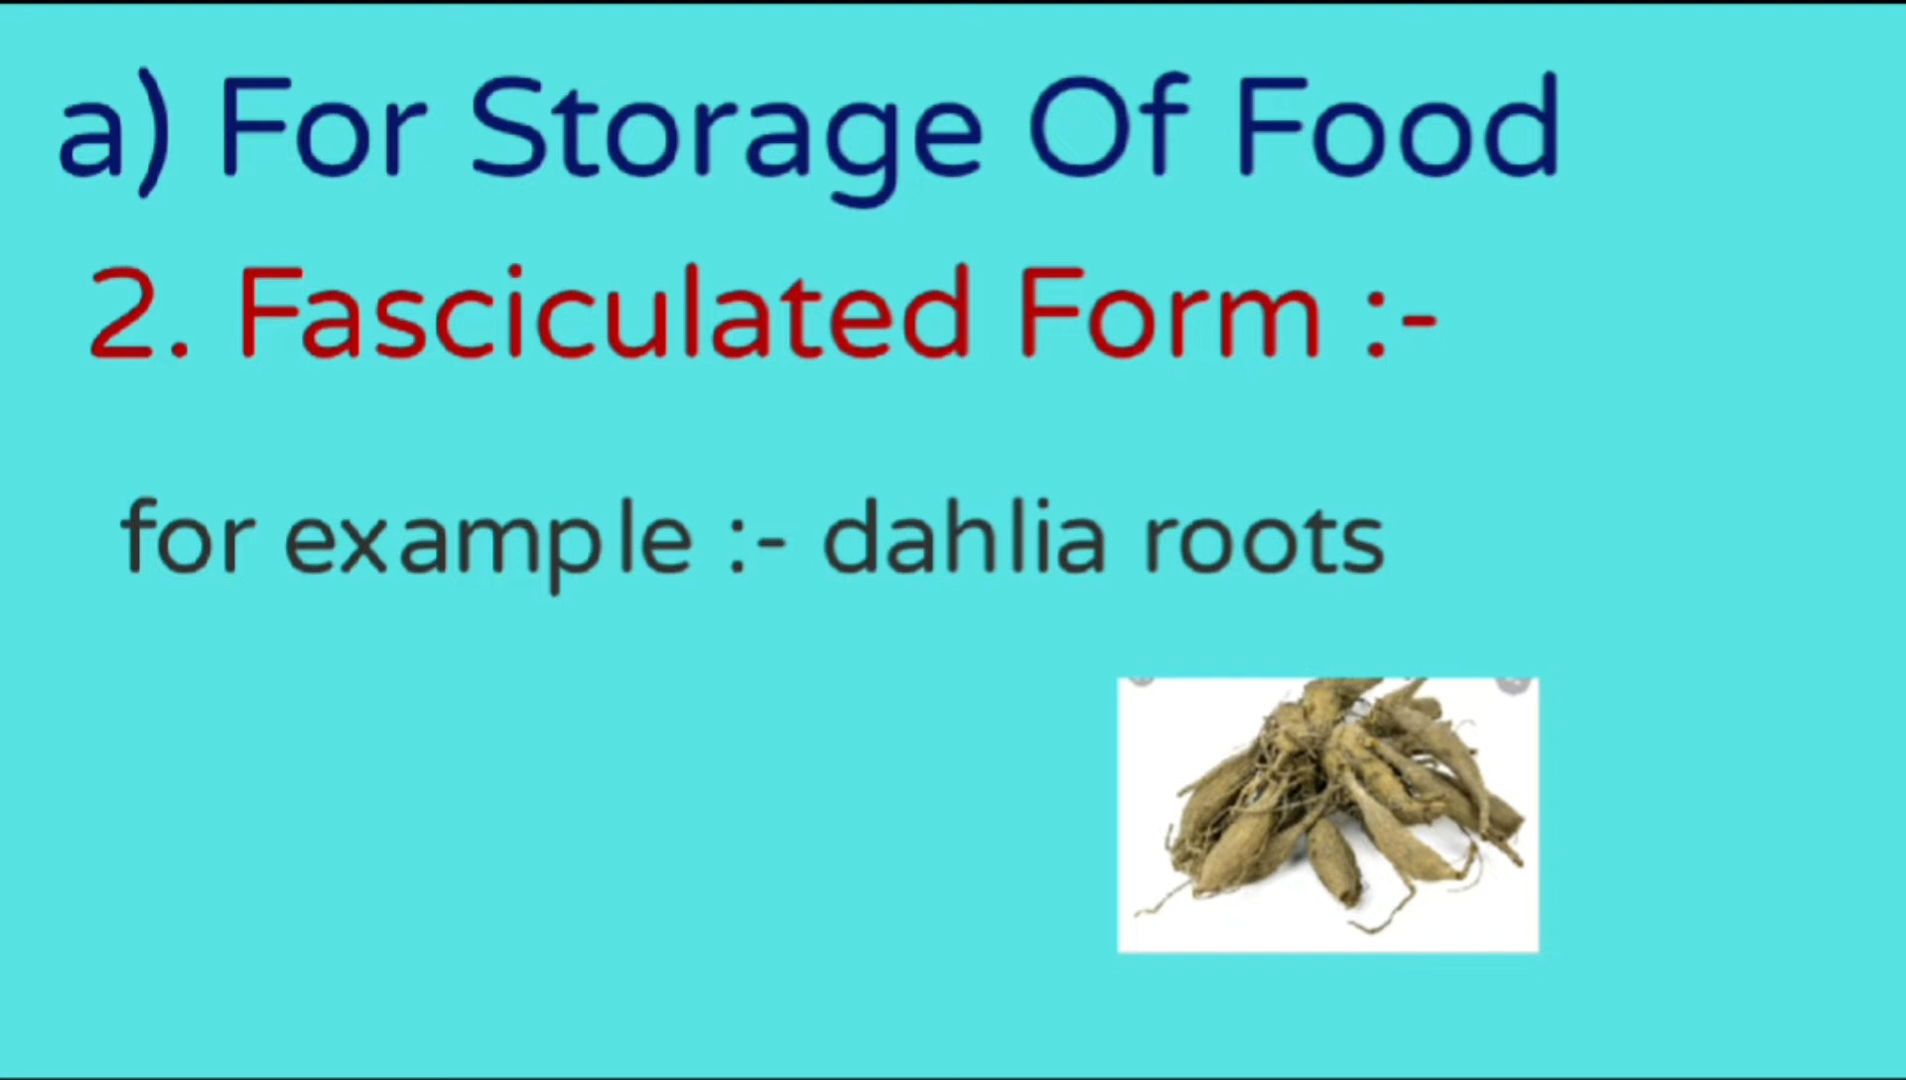 a) For Storage Of Food
2. Fasciculated Form :-
for example :- dahlia roots